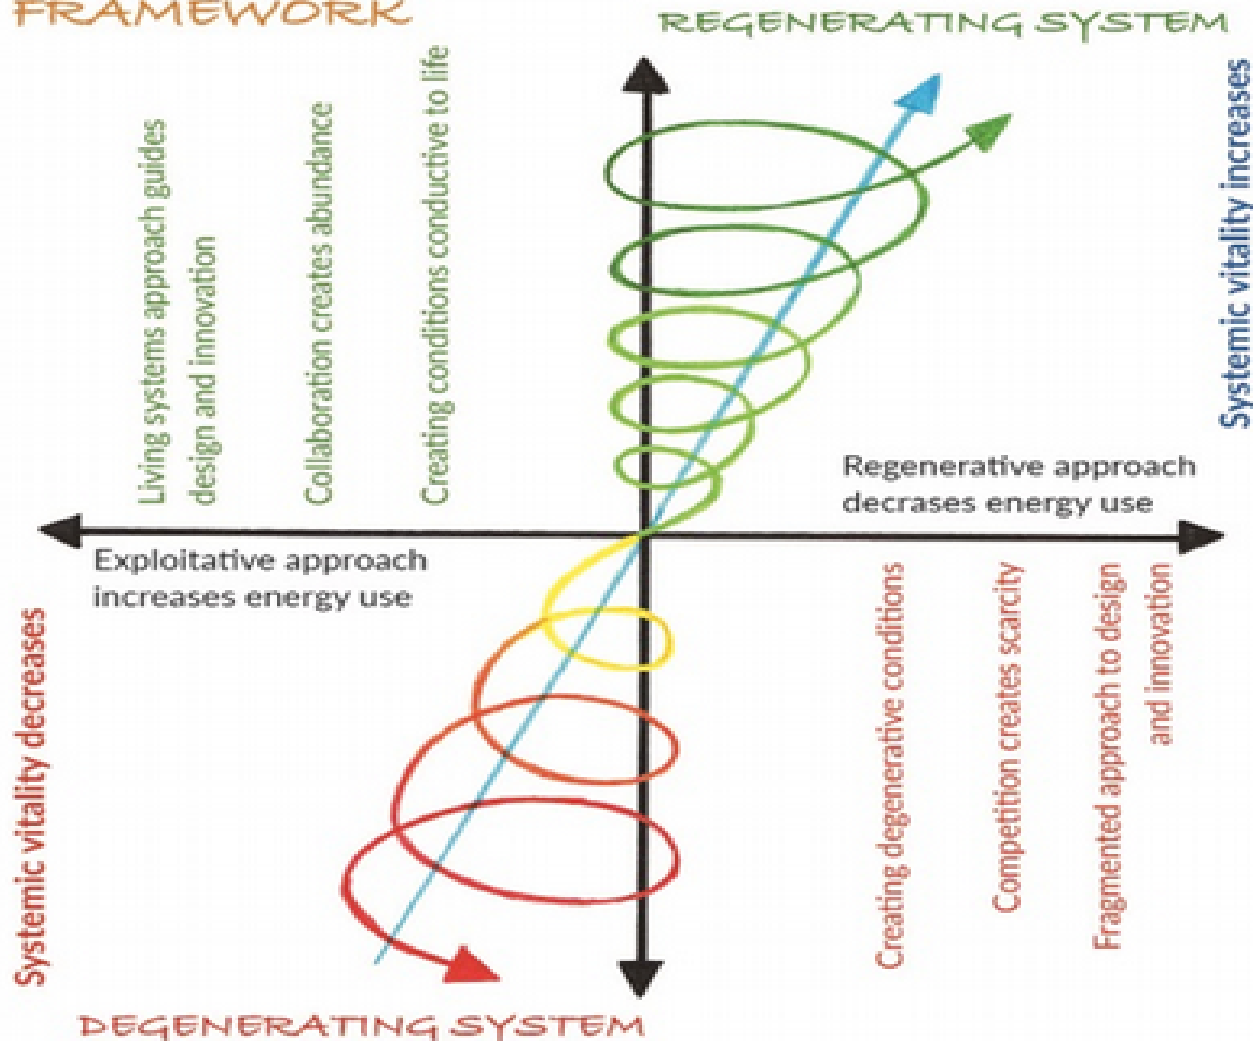 FRAMEWORK
REGENERATING SYSTEM
Living systems approach guides
design and innovation
Collaboration creates abundance
Creating conditions conductive to life
Systemic vitality increases
Regenerative approach
decrases energy use
Exploitative approach
increases energy use
Systemic vitality decreases
Creating degenerative conditions
Competition creates scarcity
Fragmented approach to design
and innovation
DEGENERATING SYSTEM